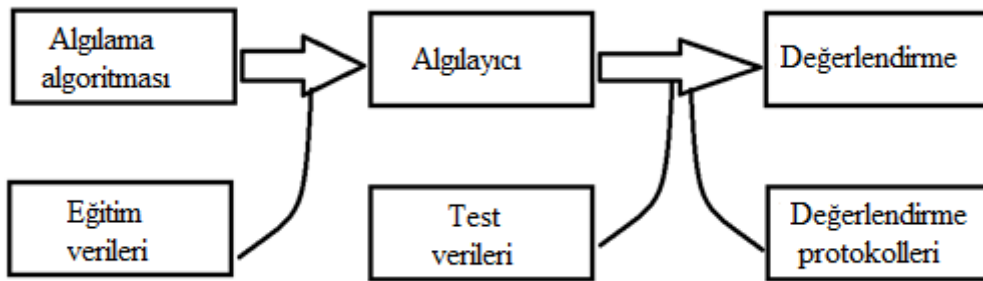 Algılama
algoritması
Algılayıcı
Değerlendirme
Eğitim
verileri
Test
verileri
Değerlendirme
protokolleri